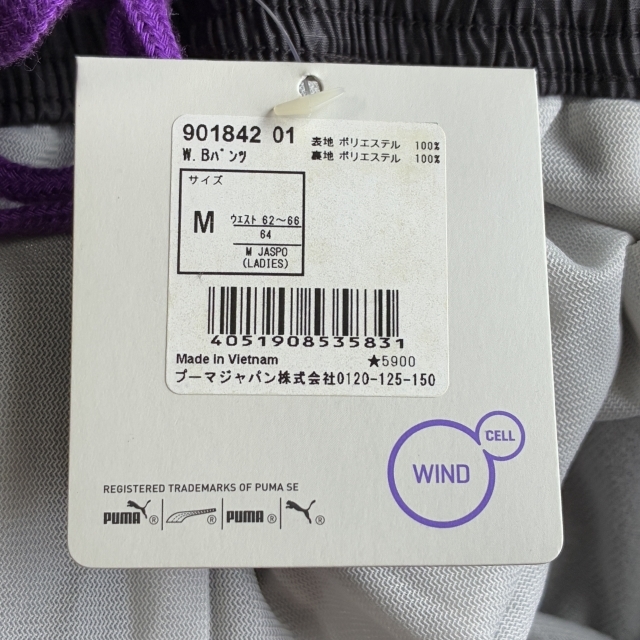 901842 01
W.Bパンツ
表地 ポリエステル 100%
裏地 ポリエステル 100%
サイズ
M
ウエスト 62～66
64
M JASPO
(LADIES)
4051908535831
Made in Vietnam ★5900
プーマジャパン株式会社0120-125-150
CELL
WIND
REGISTERED TRADEMARKS OF PUMA SE
PUMA® ® PUMA® ®